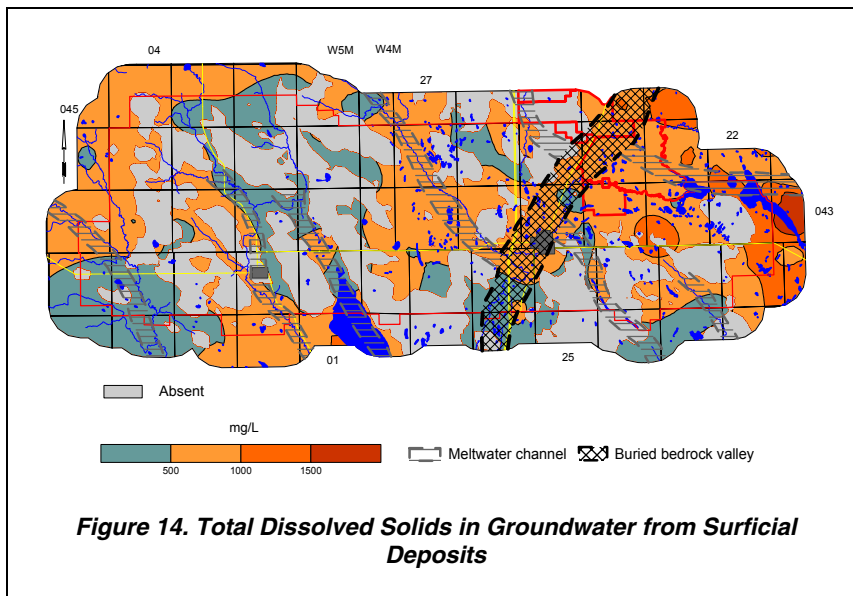 04
W5M
W4M
27
045
22
043
01
25
Absent
mg/L
500
1000
1500
Meltwater channel
Buried bedrock valley
Figure 14. Total Dissolved Solids in Groundwater from Surficial
Deposits